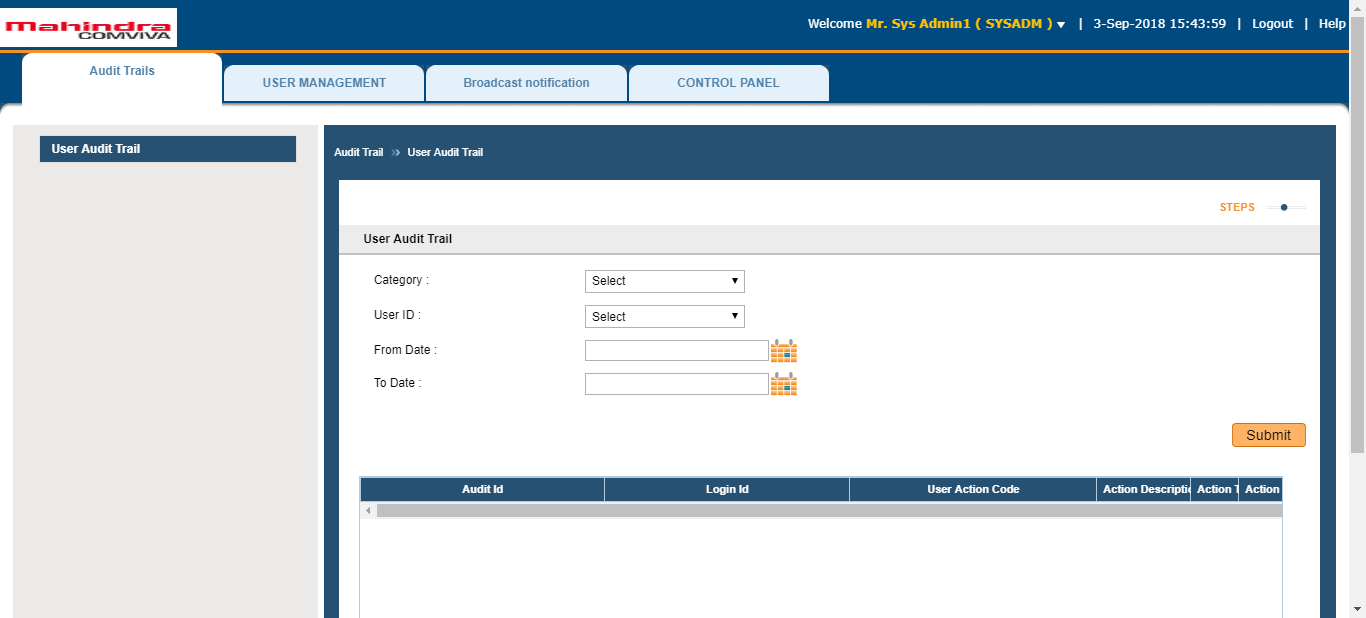 mahindra
COMVIVA
Welcome Mr. Sys Admin1 ( SYSADM ) | 3-Sep-2018 15:43:59 | Logout | Help
Audit Trails
USER MANAGEMENT
Broadcast notification
CONTROL PANEL
User Audit Trail
Audit Trail » User Audit Trail
STEPS
User Audit Trail
Category : Select
User ID : Select
From Date :
To Date :
Submit
Audit Id Login Id User Action Code Action Descriptio Action T Action